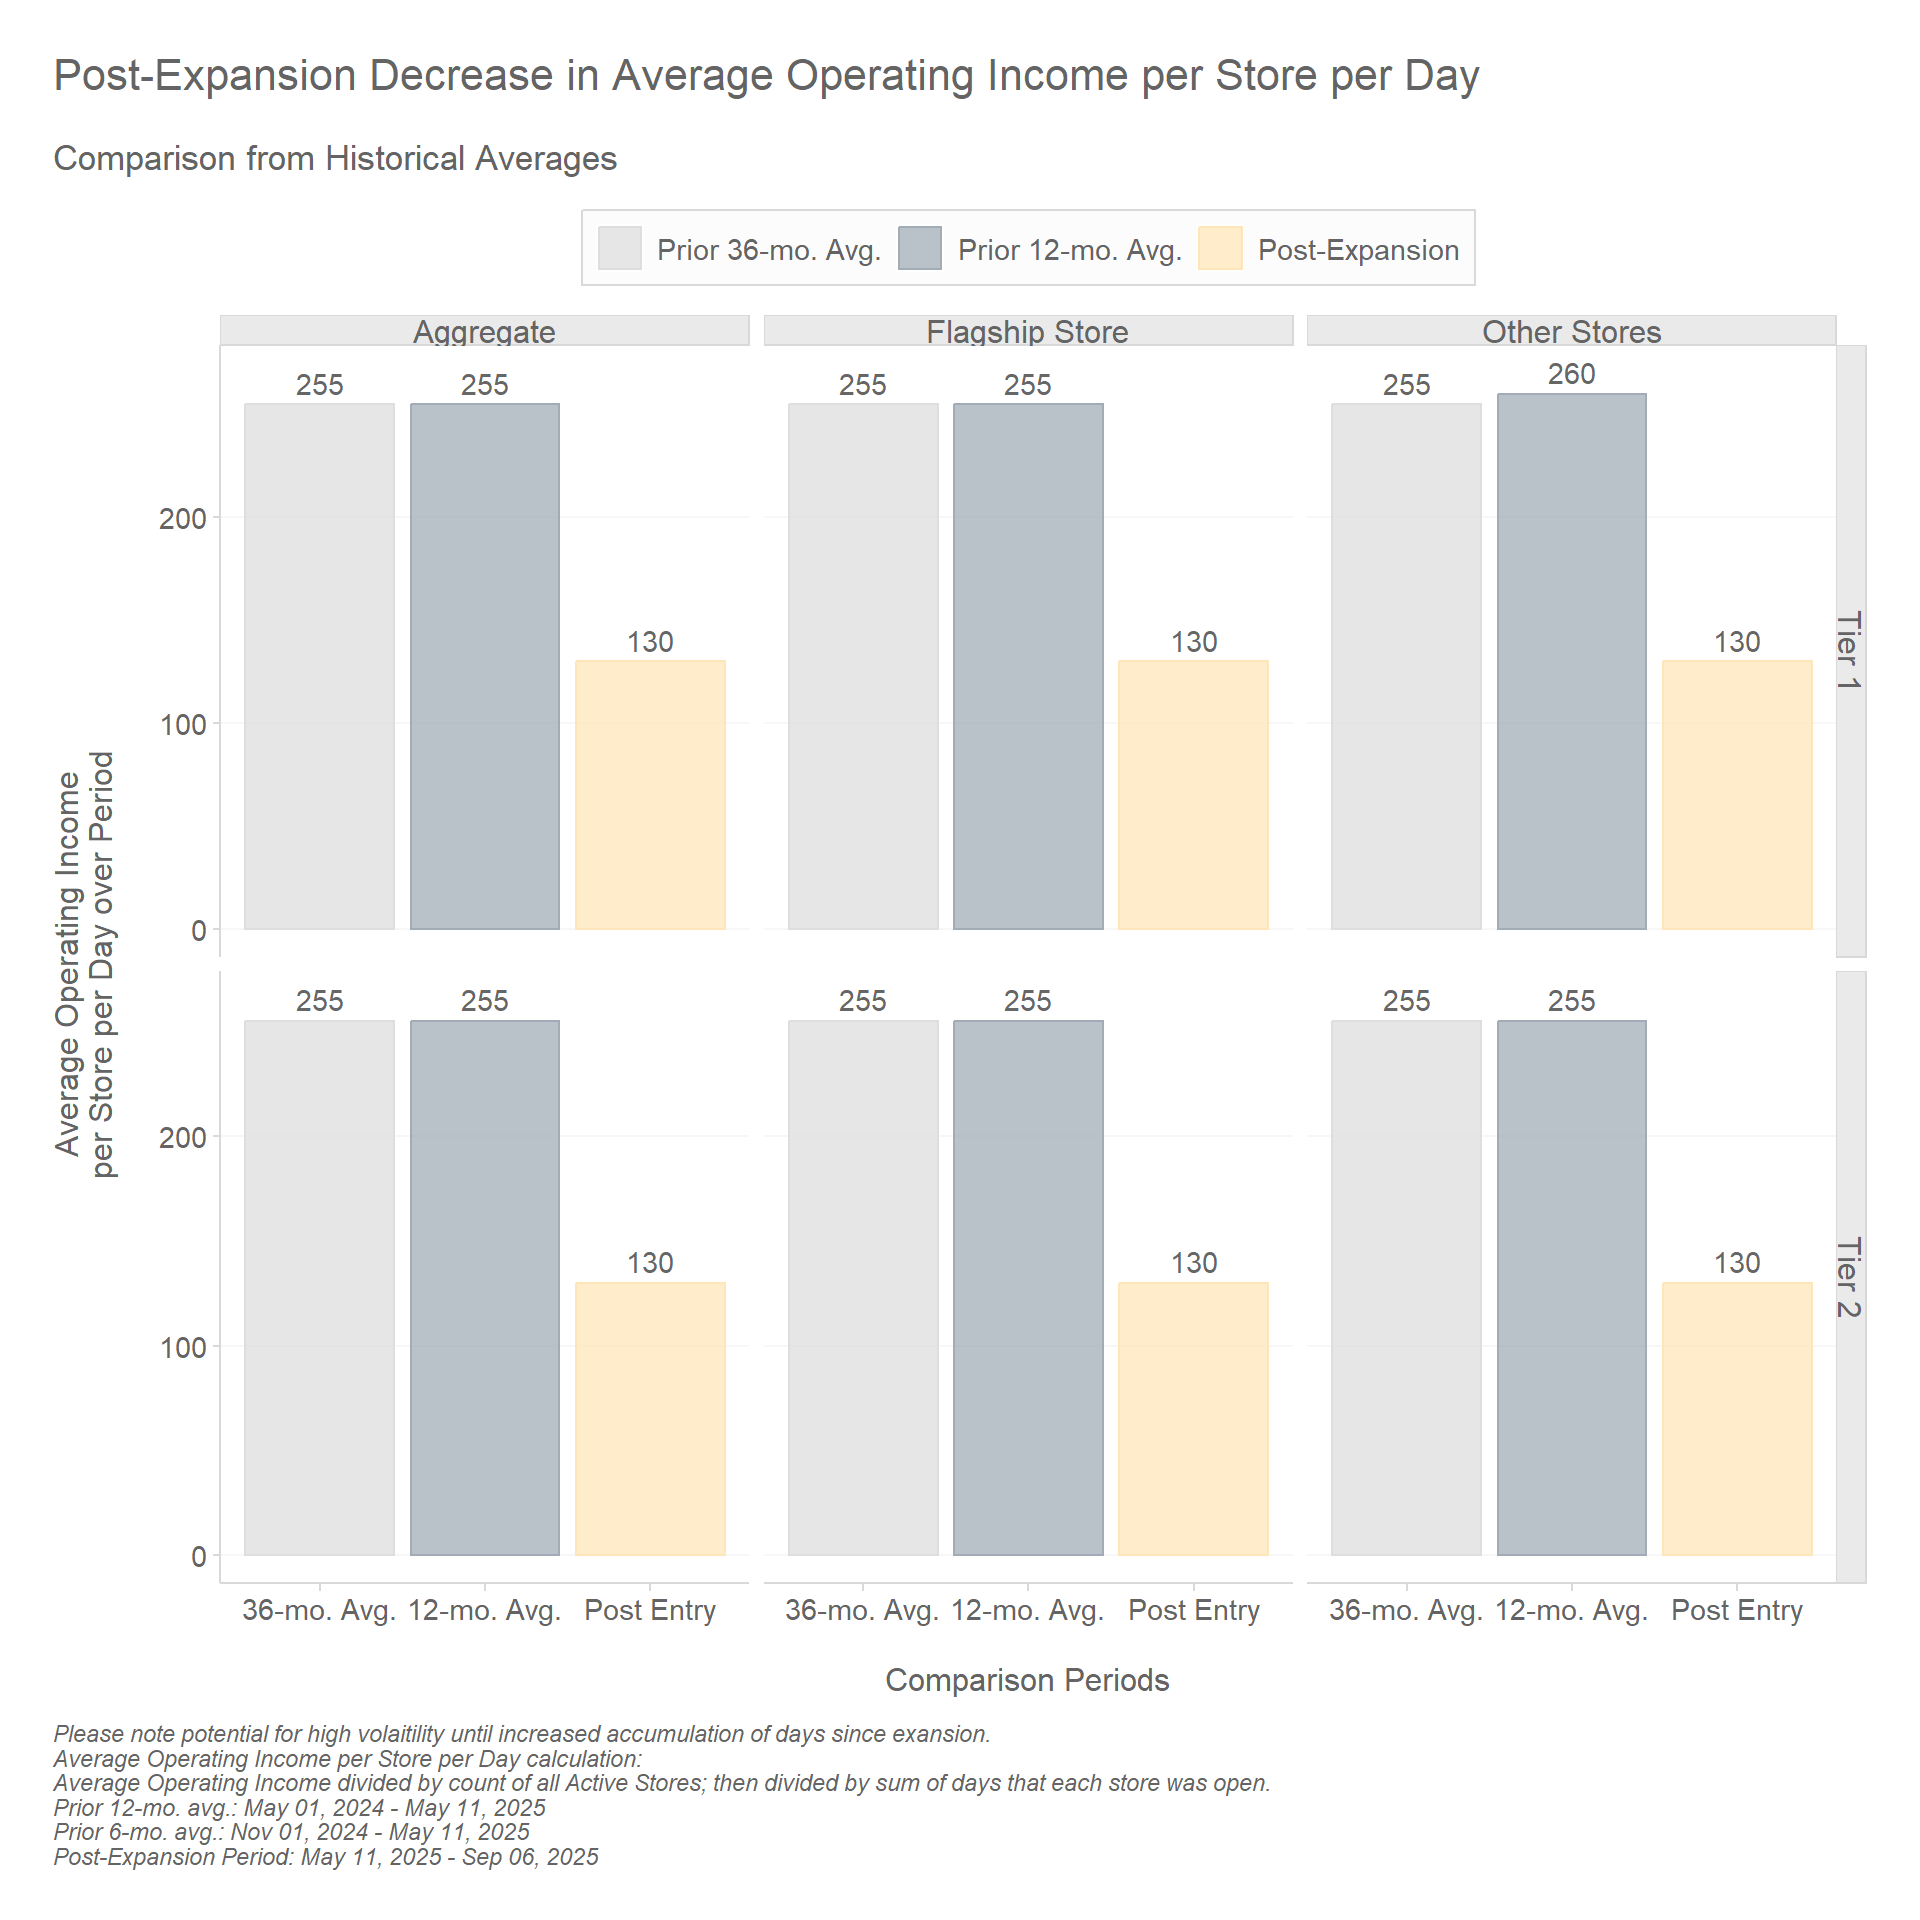 Post-Expansion Decrease in Average Operating Income per Store per Day
Comparison from Historical Averages
Prior 36-mo. Avg. Prior 12-mo. Avg. Post-Expansion
Aggregate Flagship Store Other Stores
255 255 130 255 255 130 255 260 130
200
100
0
Tier 1
Average Operating Income
per Store per Day over Period
255 255 130 255 255 130 255 255 130
200
100
0
Tier 2
36-mo. Avg. 12-mo. Avg. Post Entry 36-mo. Avg. 12-mo. Avg. Post Entry 36-mo. Avg. 12-mo. Avg. Post Entry
Comparison Periods
Please note potential for high volaitility until increased accumulation of days since exansion.
Average Operating Income per Store per Day calculation:
Average Operating Income divided by count of all Active Stores; then divided by sum of days that each store was open.
Prior 12-mo. avg.: May 01, 2024 - May 11, 2025
Prior 6-mo. avg.: Nov 01, 2024 - May 11, 2025
Post-Expansion Period: May 11, 2025 - Sep 06, 2025